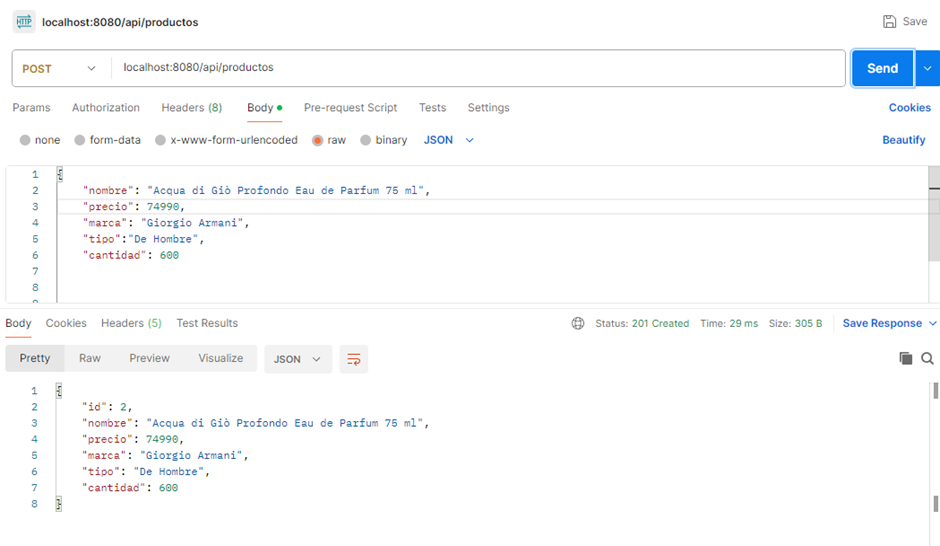 HTTP localhost:8080/api/productos Save
POST localhost:8080/api/productos Send
Params Authorization Headers (8) Body Pre-request Script Tests Settings Cookies
none form-data x-www-form-urlencoded raw binary JSON Beautify
1 {
2 "nombre": "Acqua di Giò Profondo Eau de Parfum 75 ml",
3 "precio": 74990,
4 "marca": "Giorgio Armani",
5 "tipo":"De Hombre",
6 "cantidad": 600
7
8
Body Cookies Headers (5) Test Results Status: 201 Created Time: 29 ms Size: 305 B Save Response
Pretty Raw Preview Visualize JSON
1 {
2 "id": 2,
3 "nombre": "Acqua di Giò Profondo Eau de Parfum 75 ml",
4 "precio": 74990,
5 "marca": "Giorgio Armani",
6 "tipo": "De Hombre",
7 "cantidad": 600
8 }